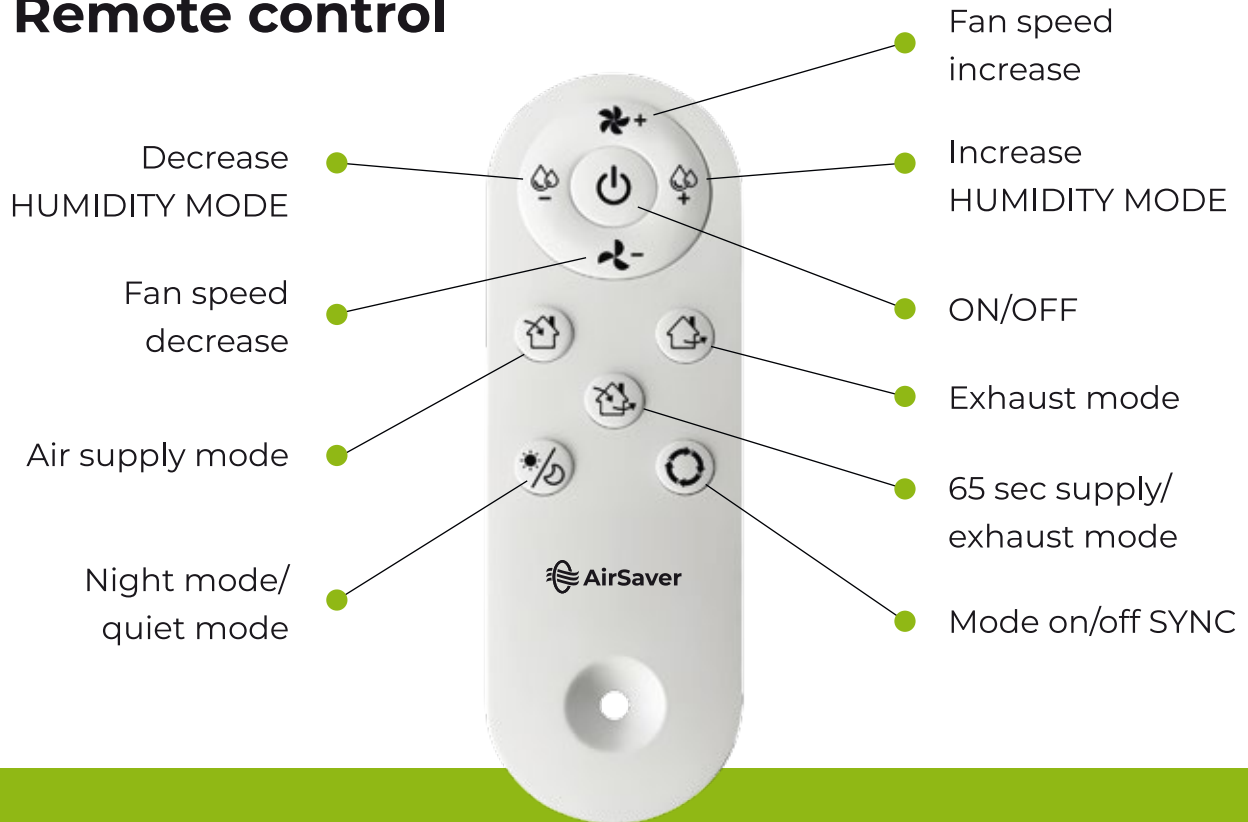 Remote control
Fan speed
increase
Decrease
HUMIDITY MODE
Increase
HUMIDITY MODE
Fan speed
decrease
ON/OFF
Exhaust mode
Air supply mode
65 sec supply/
exhaust mode
Night mode/
quiet mode
AirSaver
Mode on/off SYNC